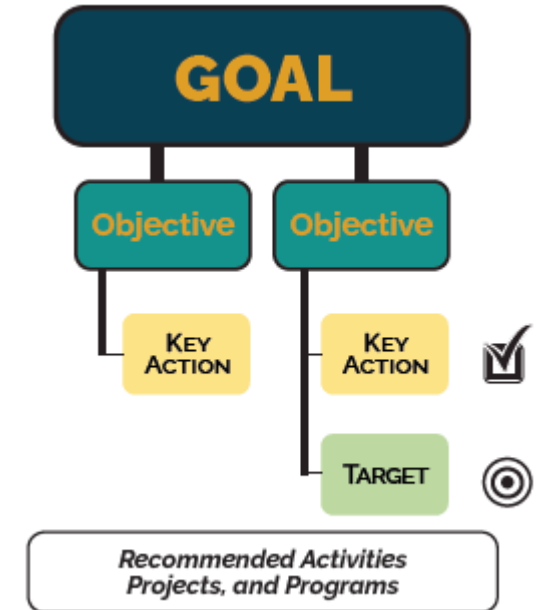 GOAL
Objective
Objective
KEY
ACTION
KEY
ACTION
TARGET
Recommended Activities
Projects, and Programs